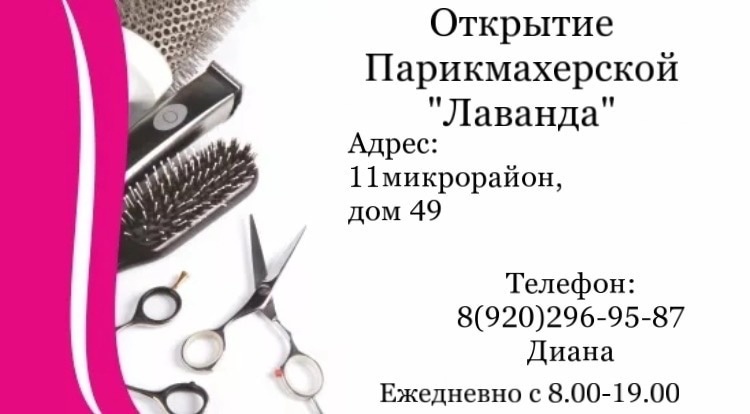 Открытие
Парикмахерской
"Лаванда"
Адрес:
11микрорайон,
дом 49
Телефон:
8(920)296-95-87
Диана
Ежедневно с 8.00-19.00